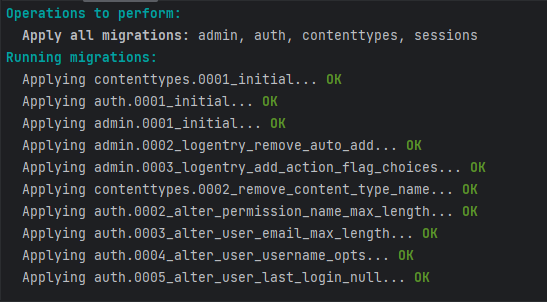 Operations to perform:
Apply all migrations: admin, auth, contenttypes, sessions
Running migrations:
Applying contenttypes.0001_initial... OK
Applying auth.0001_initial... OK
Applying admin.0001_initial... OK
Applying admin.0002_logentry_remove_auto_add... OK
Applying admin.0003_logentry_add_action_flag_choices... OK
Applying contenttypes.0002_remove_content_type_name... OK
Applying auth.0002_alter_permission_name_max_length... OK
Applying auth.0003_alter_user_email_max_length... OK
Applying auth.0004_alter_user_username_opts... OK
Applying auth.0005_alter_user_last_login_null... OK